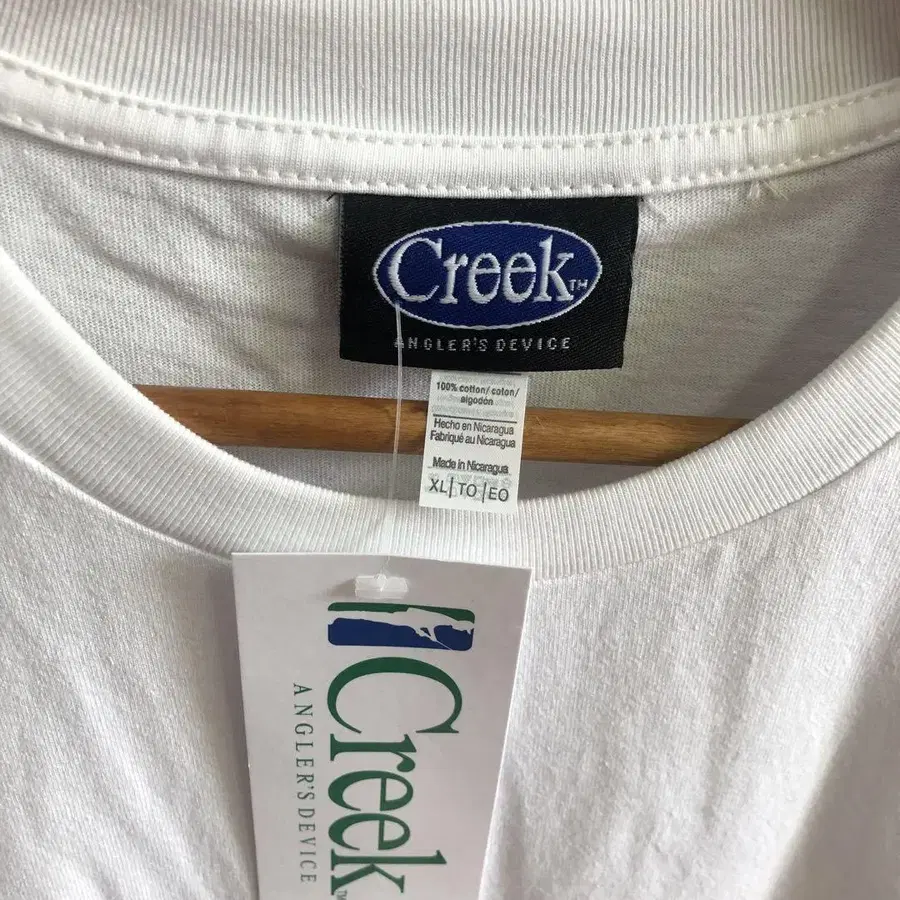 Creek TM
ANGLER'S DEVICE
100% cotton/coton/
algodon
Hecho en Nicaragua
Fabriqué au Nicaragua
Made in Nicaragua
XL|TO|EO
Creek TM
ANGLER'S DEVICE